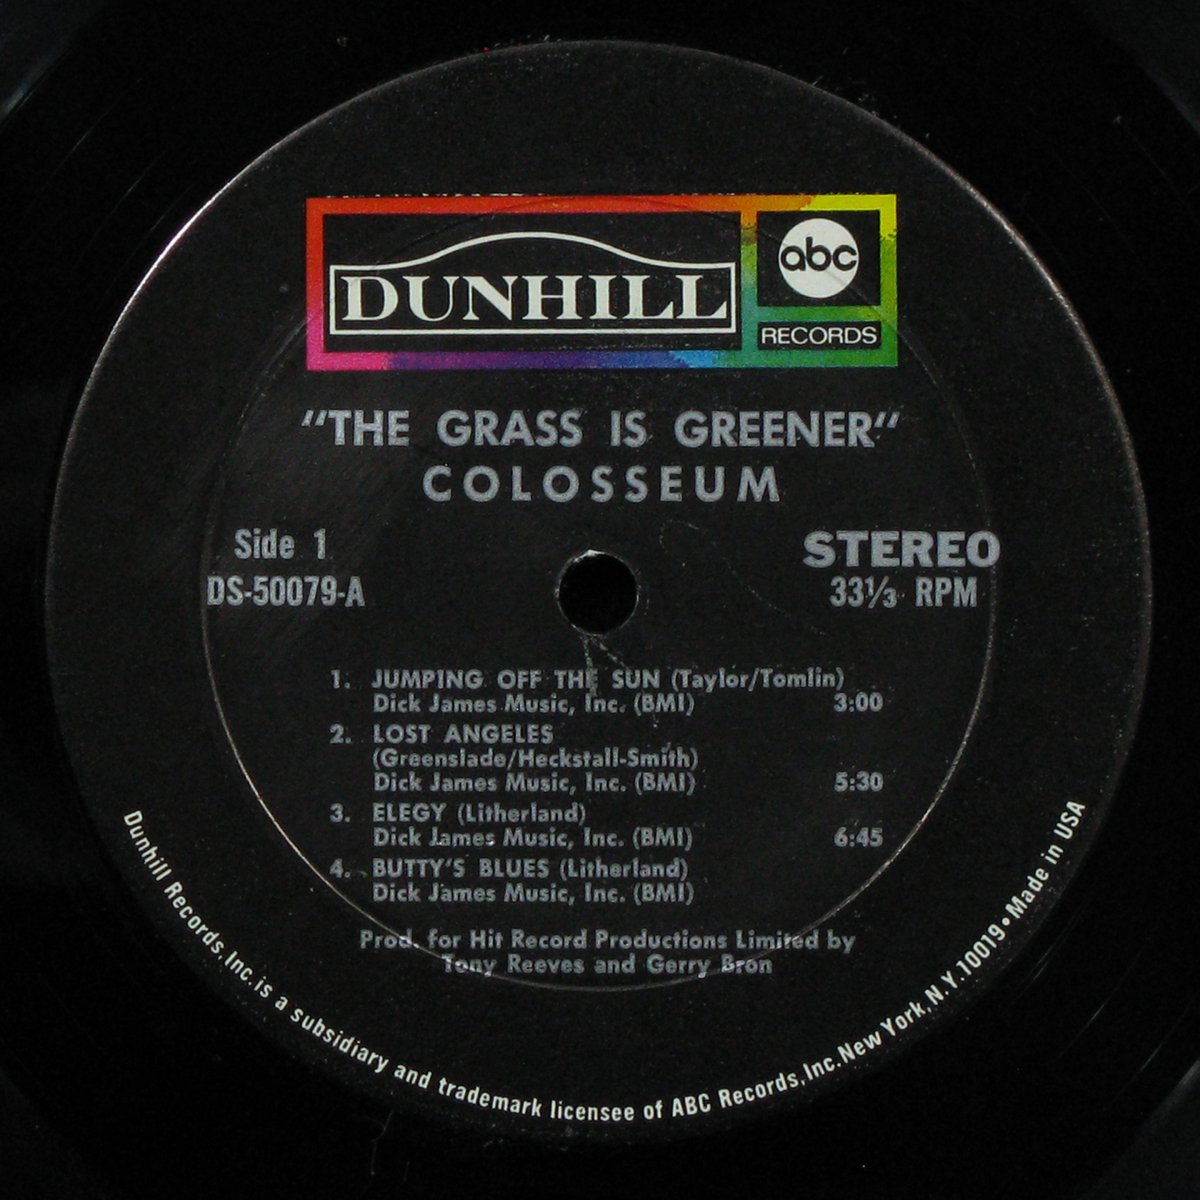 DUNHILL
abc
RECORDS
"THE GRASS IS GREENER"
COLOSSEUM
Side 1
STEREO
DS-50079-A
33⅓ RPM
1. JUMPING OFF THE SUN (Taylor/Tomlin)
Dick James Music, Inc. (BMI) 3:00
2. LOST ANGELES
(Greenslade/Heckstall-Smith)
Dick James Music, Inc. (BMI) 5:30
3. ELEGY (Litherland)
Dick James Music, Inc. (BMI) 6:45
4. BUTTY'S BLUES (Litherland)
Dick James Music, Inc. (BMI)
Prod. for Hit Record Productions Limited by
Tony Reeves and Gerry Bron
Dunhill Records, Inc. is a subsidiary and trademark licensee of ABC Records, Inc. New York, N.Y. 10019 • Made in USA